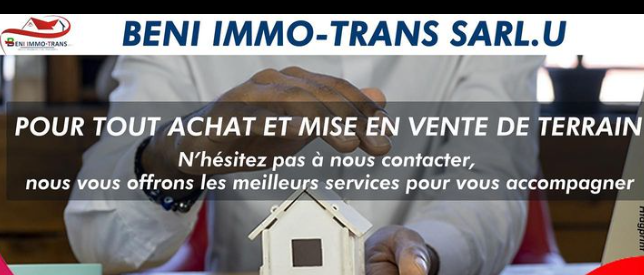 BENI IMMO-TRANS SARL.U
BENI IMMO-TRANS
POUR TOUT ACHAT ET MISE EN VENTE DE TERRAIN
N'hésitez pas à nous contacter,
nous vous offrons les meilleurs services pour vous accompagner